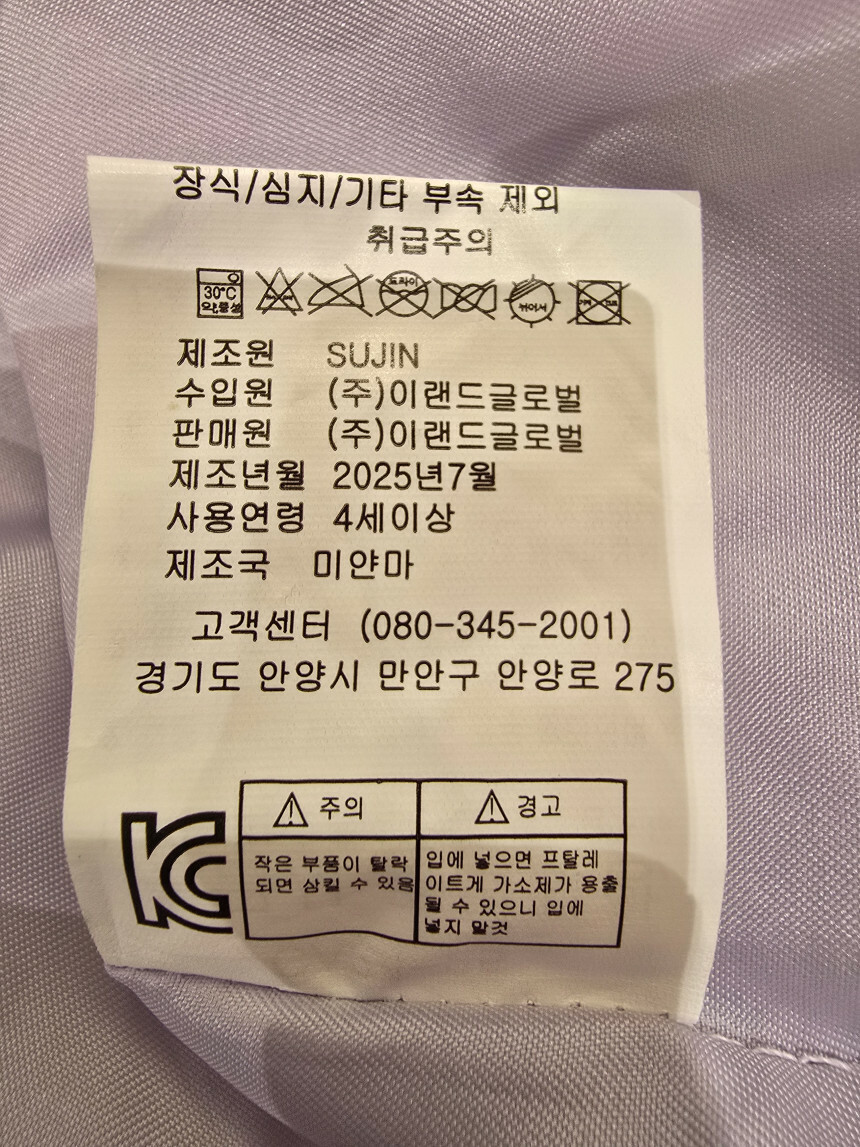 장식/심지/기타 부속 제외
취급주의
30°C
약중성
드라이
뉘어서
제조원 SUJIN
수입원 (주)이랜드글로벌
판매원 (주)이랜드글로벌
제조년월 2025년7월
사용연령 4세이상
제조국 미얀마
고객센터 (080-345-2001)
경기도 안양시 만안구 안양로 275
KC
⚠ 주의
작은 부품이 탈락
되면 삼킬 수 있음
⚠ 경고
입에 넣으면 프탈레
이트게 가소제가 용출
될 수 있으니 입에
넣지 말것